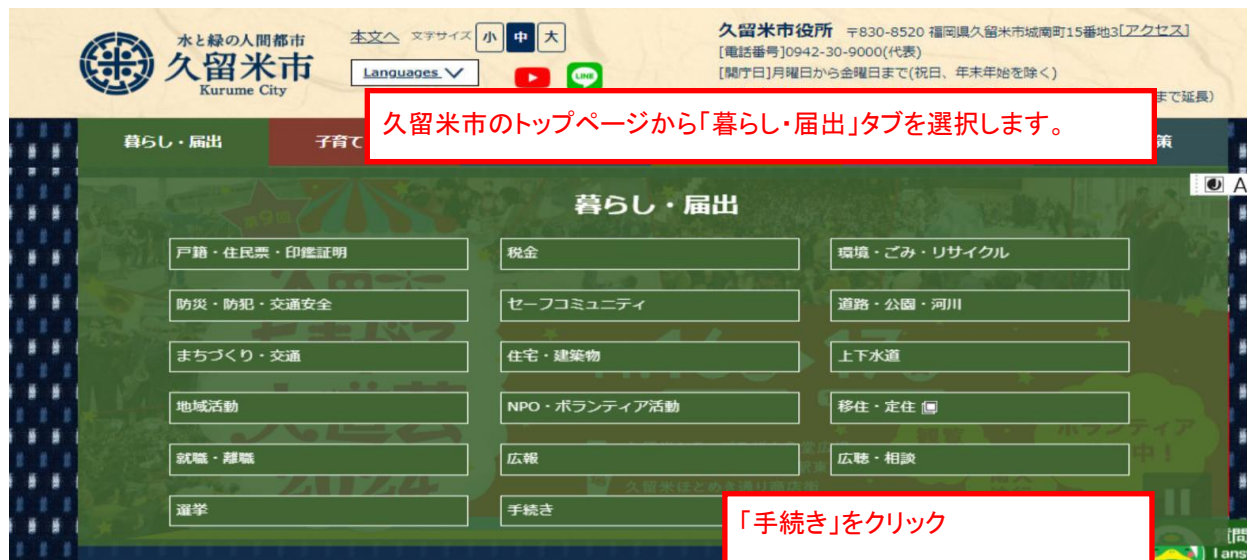 水と緑の人間都市
久留米市
Kurume City
本文へ 文字サイズ 小 中 大
Languages
LINE
久留米市役所 〒830-8520 福岡県久留米市城南町15番地3[アクセス]
[電話番号]0942-30-9000(代表)
[開庁日]月曜日から金曜日まで(祝日、年末年始を除く)
まで延長)
久留米市のトップページから「暮らし・届出」タブを選択します。
暮らし・届出 子育て 策
A
暮らし・届出
戸籍・住民票・印鑑証明 税金 環境・ごみ・リサイクル
防災・防犯・交通安全 セーフコミュニティ 道路・公園・河川
まちづくり・交通 住宅・建築物 上下水道
地域活動 NPO・ボランティア活動 移住・定住
就職・離職 広報 広聴・相談
選挙 手続き
「手続き」をクリック